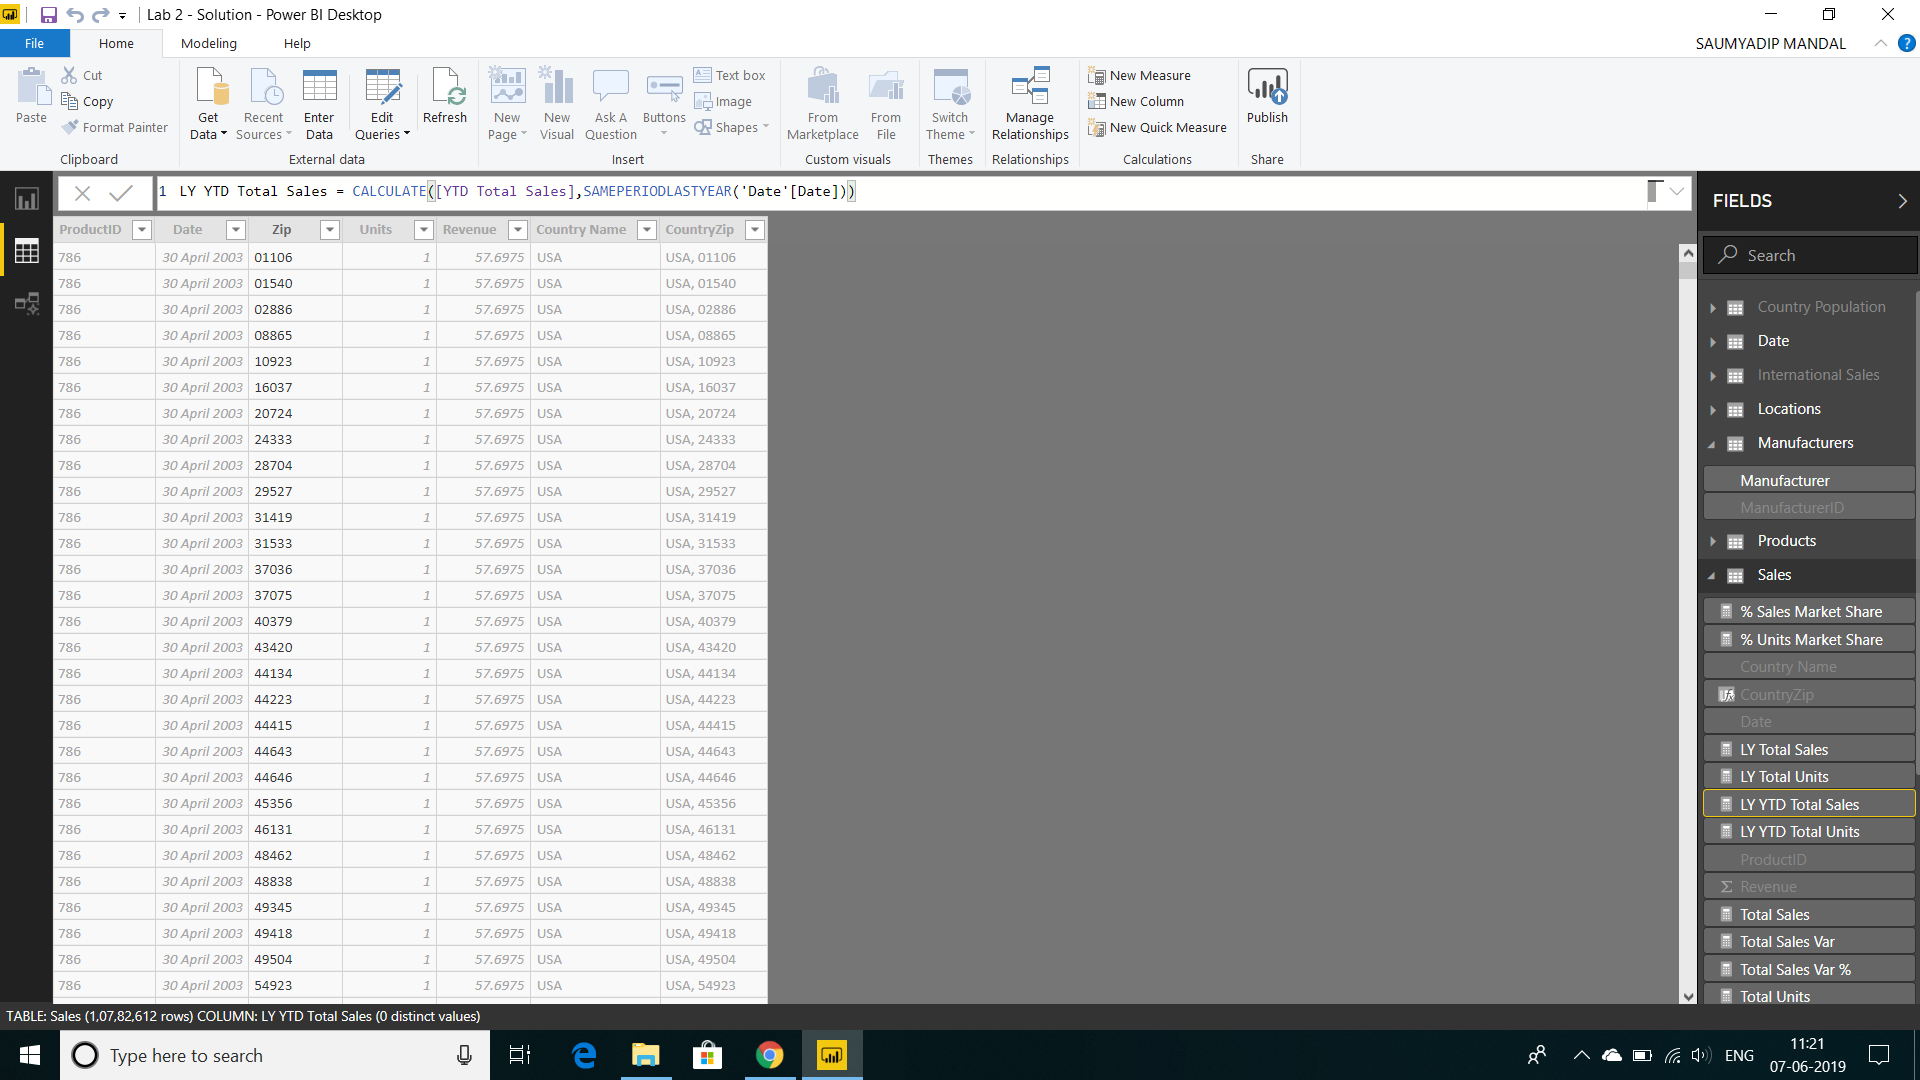 Lab 2 - Solution - Power BI Desktop
File Home Modeling Help SAUMYADIP MANDAL ?
Paste
Cut
Copy
Format Painter
Clipboard
Get Data
Recent Sources
Enter Data
Edit Queries
Refresh
External data
New Page
New Visual
Ask A Question
Buttons
Text box
Image
Shapes
Insert
From Marketplace
From File
Custom visuals
Switch Theme
Themes
Manage Relationships
Relationships
New Measure
New Column
New Quick Measure
Calculations
Publish
Share
1 LY YTD Total Sales = CALCULATE([YTD Total Sales],SAMEPERIODLASTYEAR('Date'[Date]))
ProductID Date Zip Units Revenue Country Name CountryZip
786 30 April 2003 01106 1 57.6975 USA USA, 01106
786 30 April 2003 01540 1 57.6975 USA USA, 01540
786 30 April 2003 02886 1 57.6975 USA USA, 02886
786 30 April 2003 08865 1 57.6975 USA USA, 08865
786 30 April 2003 10923 1 57.6975 USA USA, 10923
786 30 April 2003 16037 1 57.6975 USA USA, 16037
786 30 April 2003 20724 1 57.6975 USA USA, 20724
786 30 April 2003 24333 1 57.6975 USA USA, 24333
786 30 April 2003 28704 1 57.6975 USA USA, 28704
786 30 April 2003 29527 1 57.6975 USA USA, 29527
786 30 April 2003 31419 1 57.6975 USA USA, 31419
786 30 April 2003 31533 1 57.6975 USA USA, 31533
786 30 April 2003 37036 1 57.6975 USA USA, 37036
786 30 April 2003 37075 1 57.6975 USA USA, 37075
786 30 April 2003 40379 1 57.6975 USA USA, 40379
786 30 April 2003 43420 1 57.6975 USA USA, 43420
786 30 April 2003 44134 1 57.6975 USA USA, 44134
786 30 April 2003 44223 1 57.6975 USA USA, 44223
786 30 April 2003 44415 1 57.6975 USA USA, 44415
786 30 April 2003 44643 1 57.6975 USA USA, 44643
786 30 April 2003 44646 1 57.6975 USA USA, 44646
786 30 April 2003 45356 1 57.6975 USA USA, 45356
786 30 April 2003 46131 1 57.6975 USA USA, 46131
786 30 April 2003 48462 1 57.6975 USA USA, 48462
786 30 April 2003 48838 1 57.6975 USA USA, 48838
786 30 April 2003 49345 1 57.6975 USA USA, 49345
786 30 April 2003 49418 1 57.6975 USA USA, 49418
786 30 April 2003 49504 1 57.6975 USA USA, 49504
786 30 April 2003 54923 1 57.6975 USA USA, 54923
FIELDS
Search
Country Population
Date
International Sales
Locations
Manufacturers
Manufacturer
ManufacturerID
Products
Sales
% Sales Market Share
% Units Market Share
Country Name
CountryZip
Date
LY Total Sales
LY Total Units
LY YTD Total Sales
LY YTD Total Units
ProductID
Σ Revenue
Total Sales
Total Sales Var
Total Sales Var %
Total Units
TABLE: Sales (1,07,82,612 rows) COLUMN: LY YTD Total Sales (0 distinct values)
Type here to search
ENG
11:21
07-06-2019